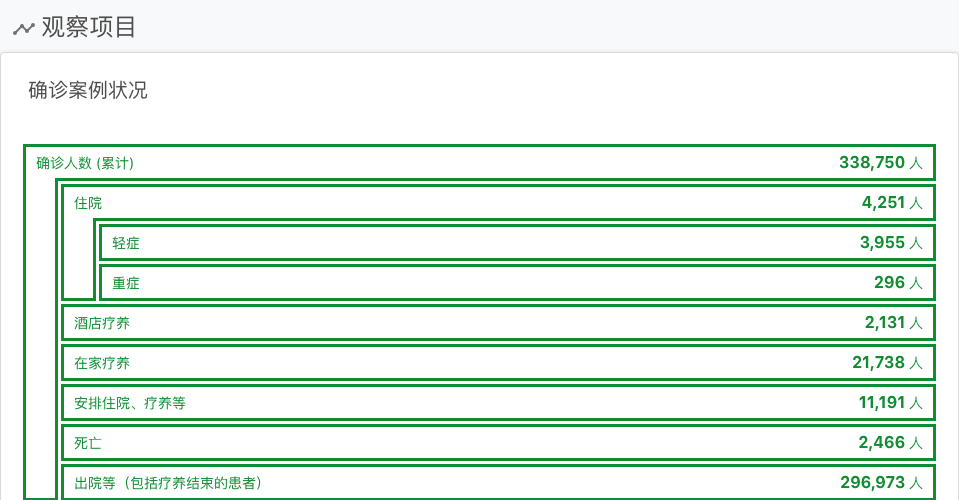 观察项目
确诊案例状况
确诊人数 (累计) 338,750 人
住院 4,251 人
轻症 3,955 人
重症 296 人
酒店疗养 2,131 人
在家疗养 21,738 人
安排住院、疗养等 11,191 人
死亡 2,466 人
出院等（包括疗养结束的患者） 296,973 人